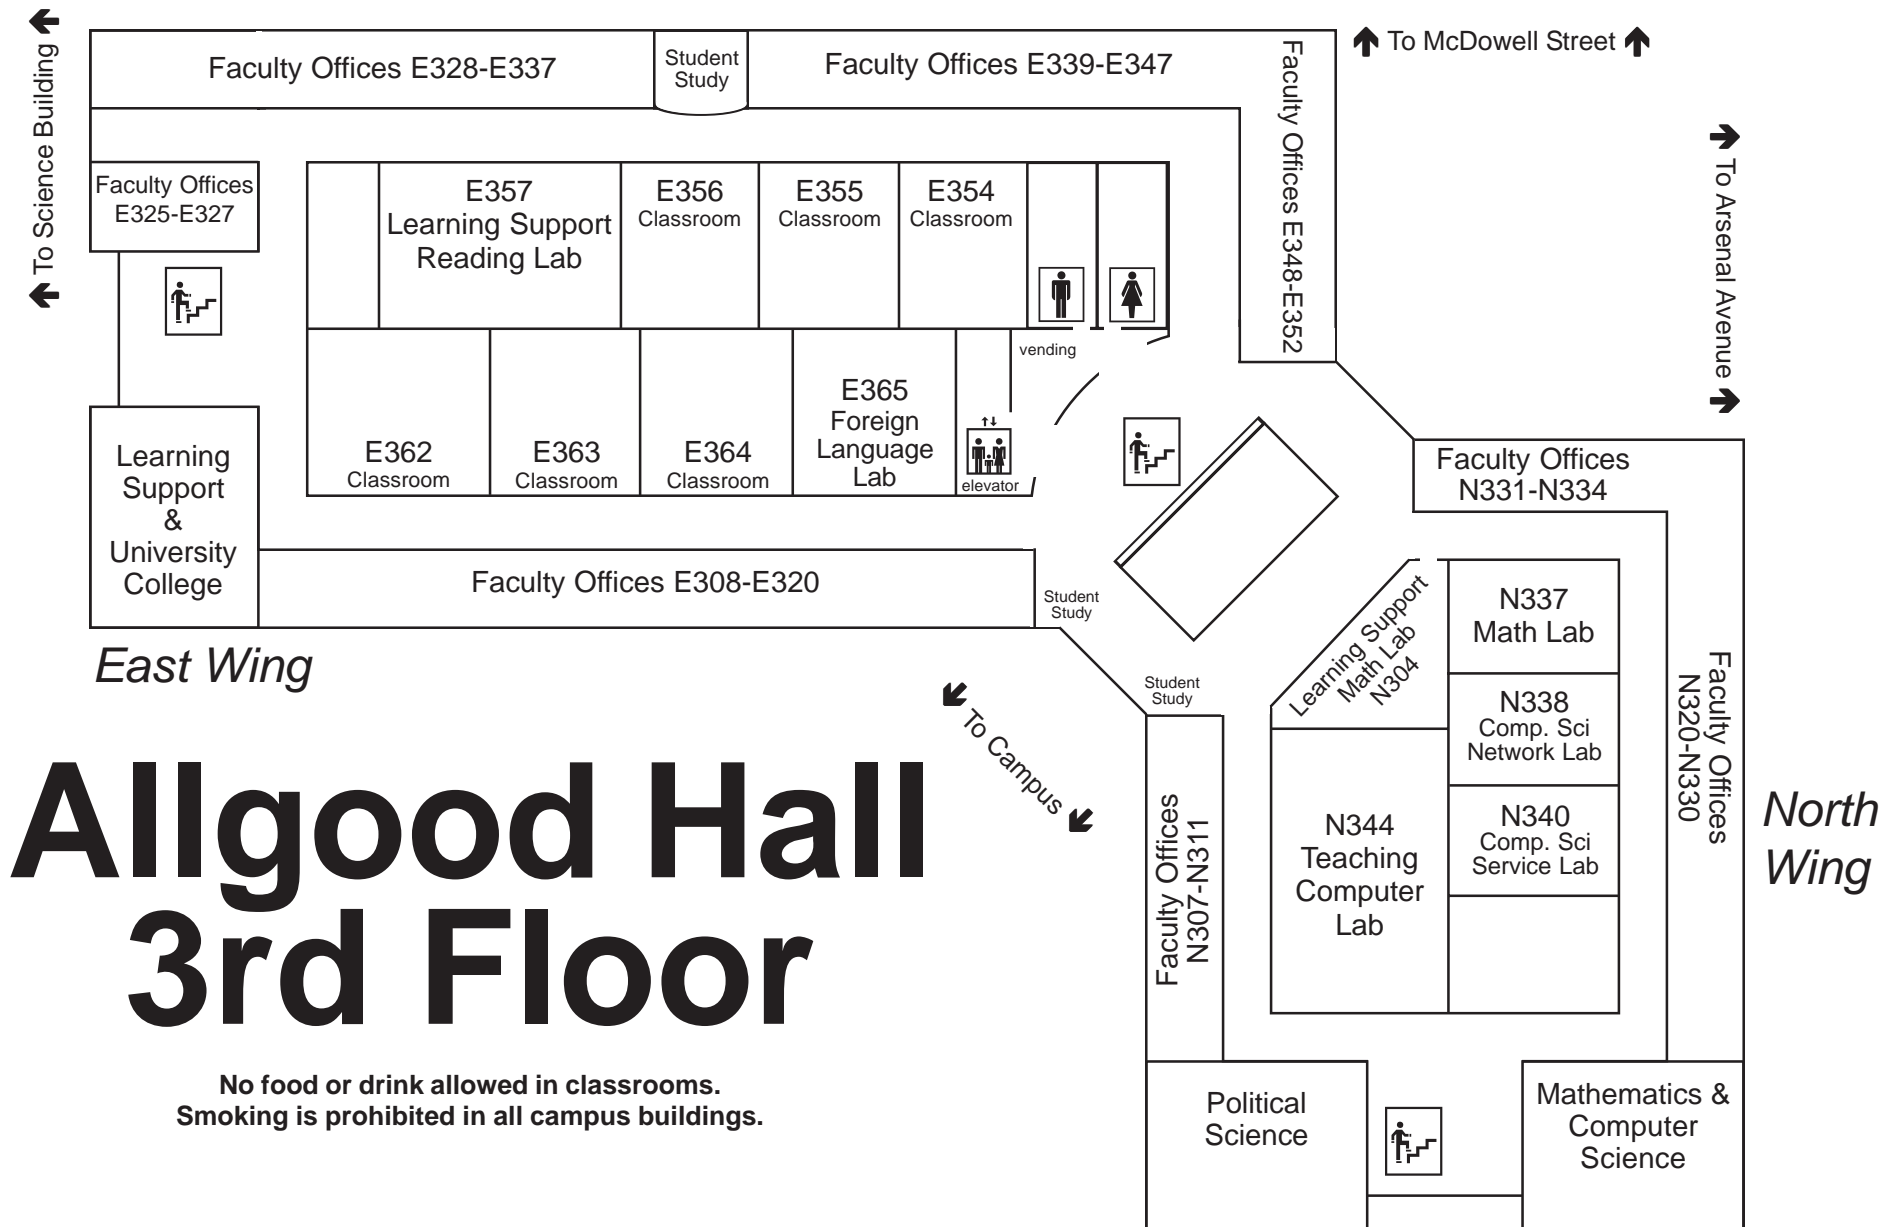 To Science Building
Faculty Offices E328-E337
Student
Study
Faculty Offices E339-E347
Faculty Offices E348-E352
To McDowell Street
To Arsenal Avenue
Faculty Offices
E325-E327
E357
Learning Support
Reading Lab
E356
Classroom
E355
Classroom
E354
Classroom
vending
E362
Classroom
E363
Classroom
E364
Classroom
E365
Foreign
Language
Lab
elevator
Learning
Support
&
University
College
Faculty Offices E308-E320
Student
Study
East Wing
Faculty Offices
N331-N334
Learning Support
Math Lab
N304
N337
Math Lab
N338
Comp. Sci
Network Lab
N340
Comp. Sci
Service Lab
N344
Teaching
Computer
Lab
Faculty Offices
N320-N330
North
Wing
Student
Study
To Campus
Faculty Offices
N307-N311
Political
Science
Mathematics &
Computer
Science
Allgood Hall
3rd Floor
No food or drink allowed in classrooms.
Smoking is prohibited in all campus buildings.